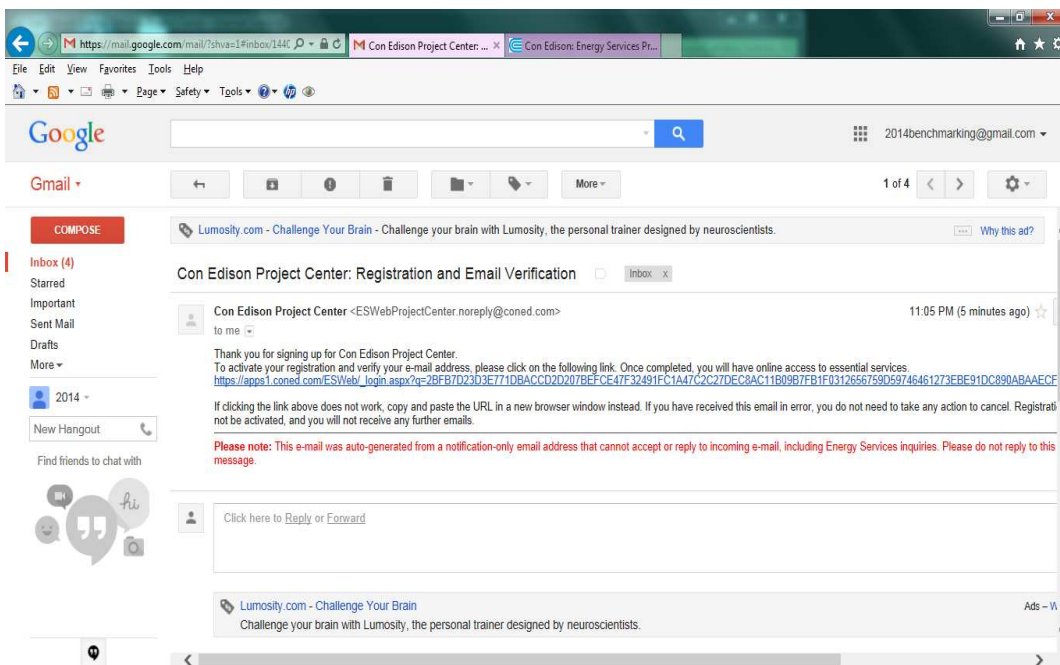 https://mail.google.com/mail/?shva=1#inbox/144
M Con Edison Project Center: ... ×
Con Edison: Energy Services Pr...
File Edit View Favorites Tools Help
Page Safety Tools
Google
2014benchmarking@gmail.com
Gmail
More
1 of 4
COMPOSE
Lumosity.com - Challenge Your Brain - Challenge your brain with Lumosity, the personal trainer designed by neuroscientists.
Why this ad?
Inbox (4)
Starred
Important
Sent Mail
Drafts
More
2014
New Hangout
Find friends to chat with
hi
Con Edison Project Center: Registration and Email Verification
Inbox x
Con Edison Project Center <ESWebProjectCenter.noreply@coned.com>
11:05 PM (5 minutes ago)
to me
Thank you for signing up for Con Edison Project Center.
To activate your registration and verify your e-mail address, please click on the following link. Once completed, you will have online access to essential services.
https://apps1.coned.com/ESWeb/_login.aspx?q=2BFB7D23D3E771DBACCD2D207BEFCE47F32491FC1A47C2C27DEC8AC11B09B7FB1F0312656759D59746461273EBE91DC890ABAAECF
If clicking the link above does not work, copy and paste the URL in a new browser window instead. If you have received this email in error, you do not need to take any action to cancel. Registrati
not be activated, and you will not receive any further emails.
Please note: This e-mail was auto-generated from a notification-only email address that cannot accept or reply to incoming e-mail, including Energy Services inquiries. Please do not reply to this
message.
Click here to Reply or Forward
Lumosity.com - Challenge Your Brain
Ads – W
Challenge your brain with Lumosity, the personal trainer designed by neuroscientists.